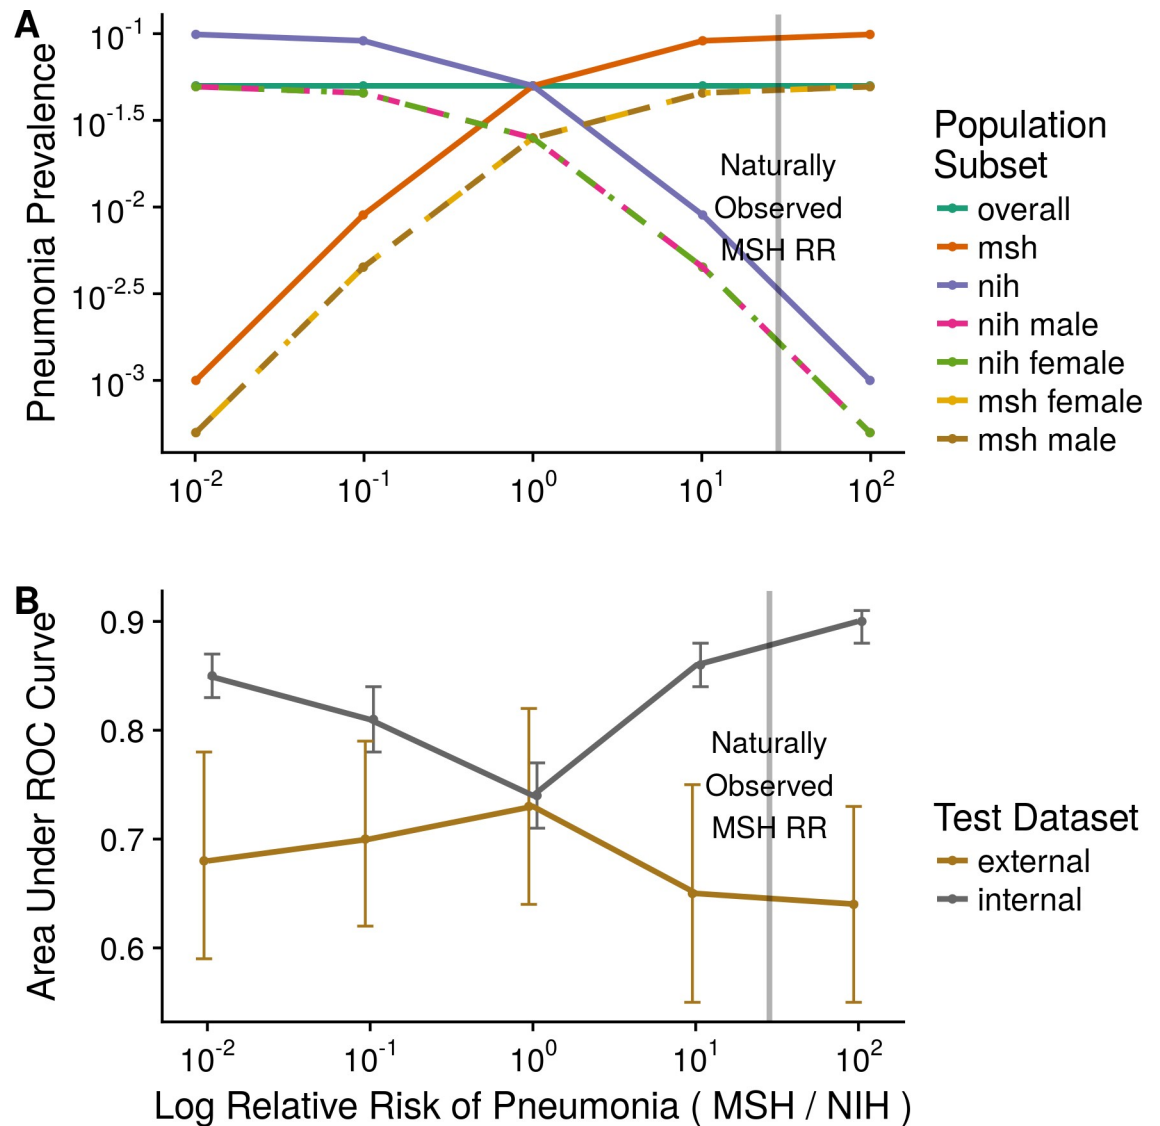 A
Pneumonia Prevalence
10^-1
10^-1.5
10^-2
10^-2.5
10^-3
Naturally
Observed
MSH RR
10^-2
10^-1
10^0
10^1
10^2
Population
Subset
overall
msh
nih
nih male
nih female
msh female
msh male
B
Area Under ROC Curve
0.9
0.8
0.7
0.6
Naturally
Observed
MSH RR
10^-2
10^-1
10^0
10^1
10^2
Log Relative Risk of Pneumonia ( MSH / NIH )
Test Dataset
external
internal